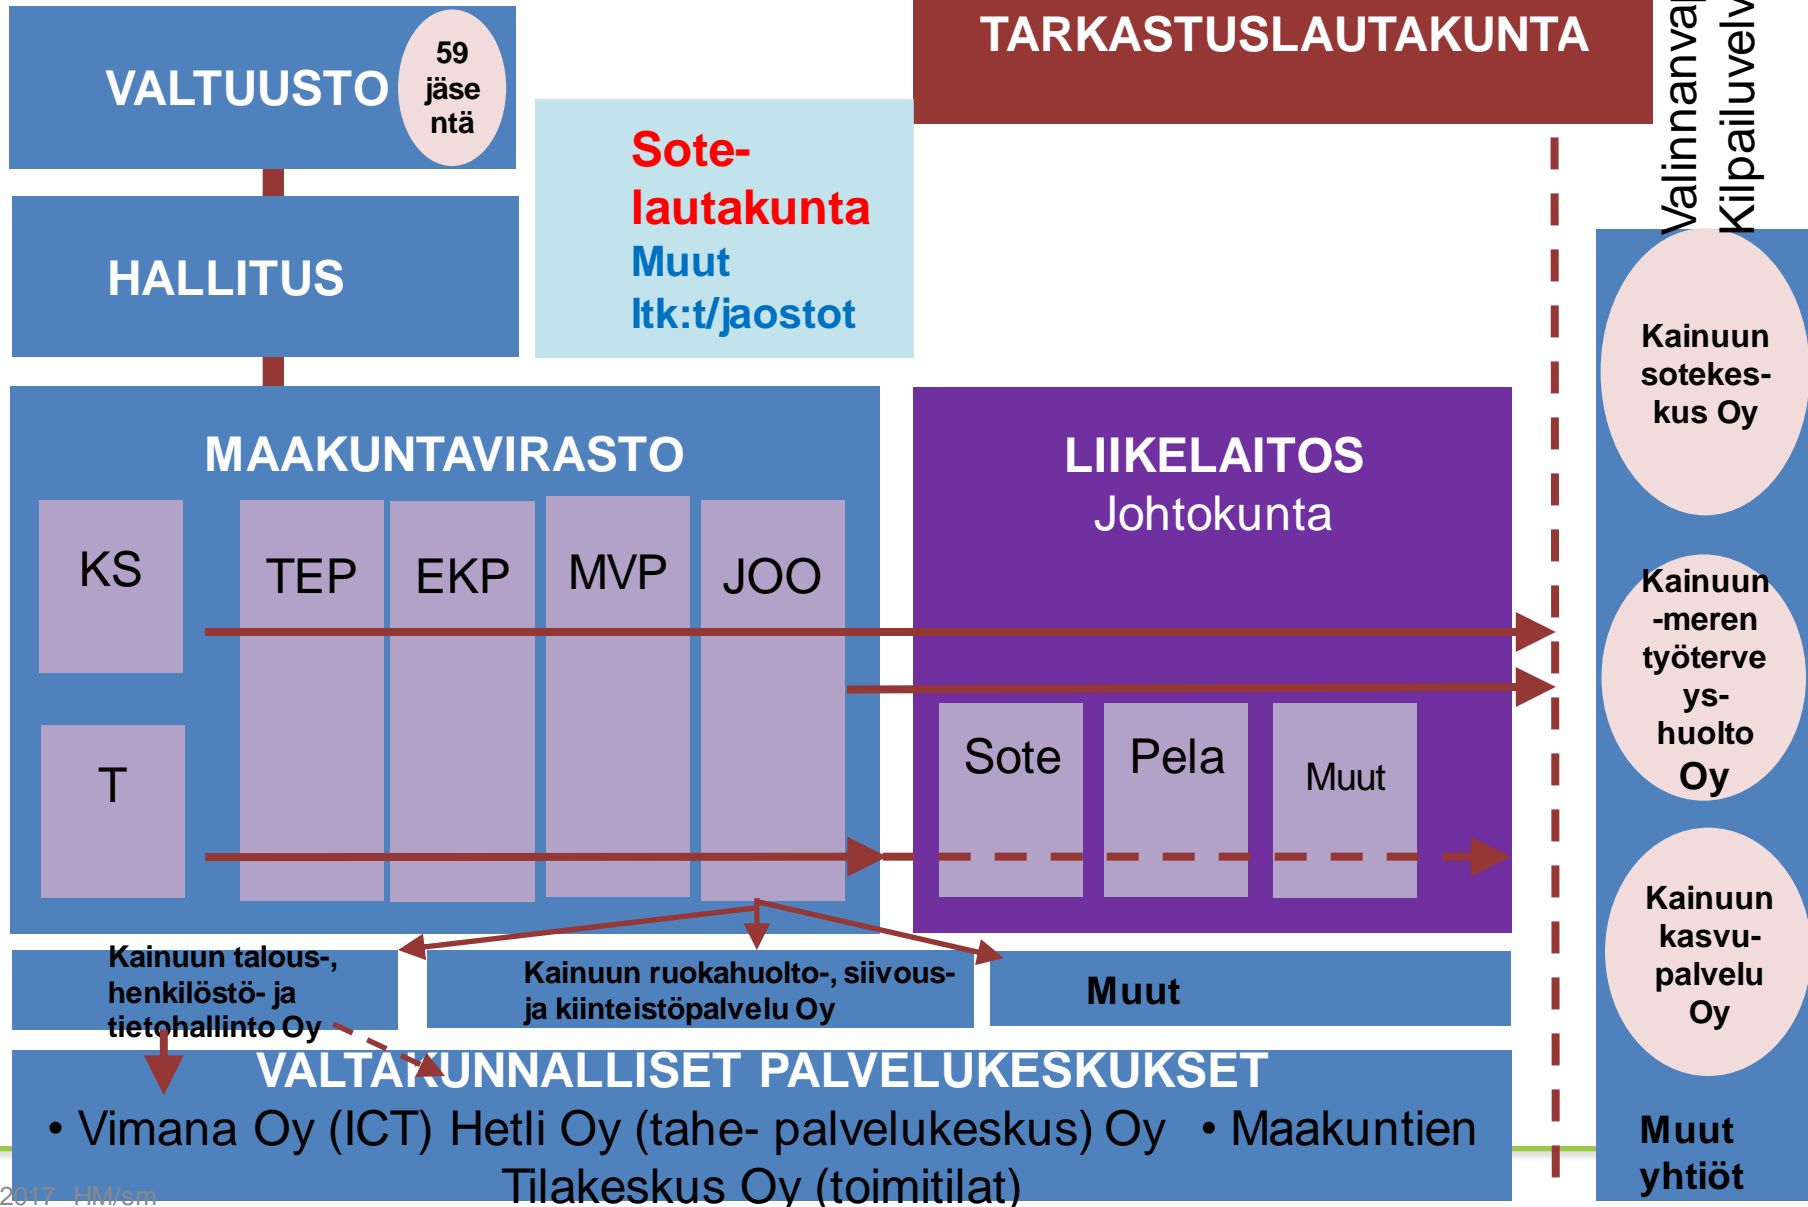 VALTUUSTO
59
jäse
ntä
TARKASTUSLAUTAKUNTA
Sote-
lautakunta
Muut
ltk:t/jaostot
HALLITUS
MAAKUNTAVIRASTO
KS
TEP
EKP
MVP
JOO
T
LIIKELAITOS
Johtokunta
Sote
Pela
Muut
Kainuun
sotekes-
kus Oy
Kainuun
-meren
työterve
ys-
huolto
Oy
Kainuun
kasvu-
palvelu
Oy
Muut
yhtiöt
Kainuun talous-,
henkilöstö- ja
tietohallinto Oy
Kainuun ruokahuolto-, siivous-
ja kiinteistöpalvelu Oy
Muut
VALTAKUNNALLISET PALVELUKESKUKSET
• Vimana Oy (ICT) Hetli Oy (tahe- palvelukeskus) Oy • Maakuntien
Tilakeskus Oy (toimitilat)
2017 HM/sm